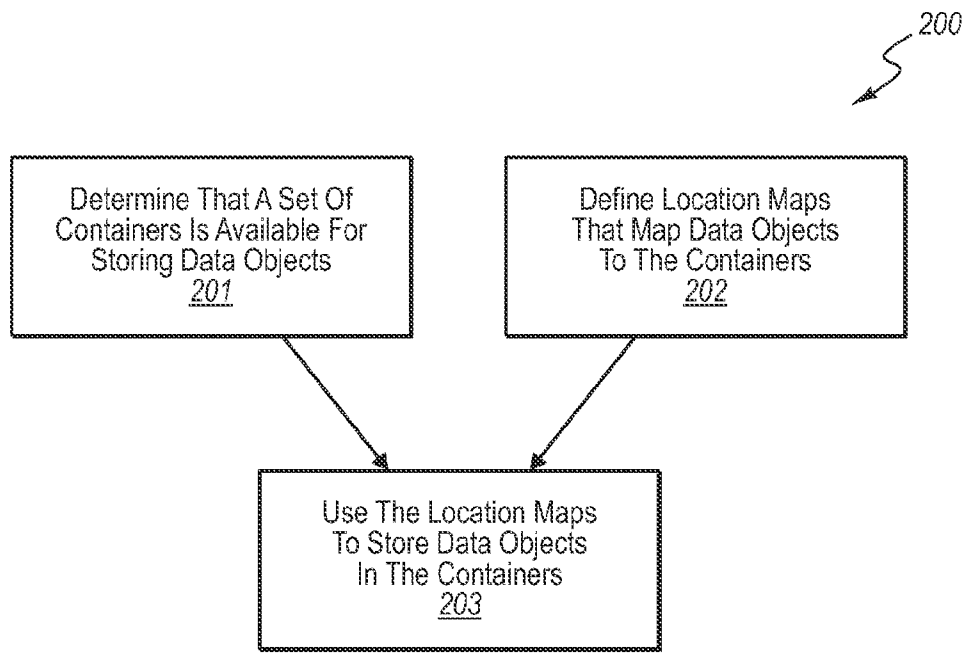 200
Determine That A Set Of
Containers Is Available For
Storing Data Objects
201
Define Location Maps
That Map Data Objects
To The Containers
202
Use The Location Maps
To Store Data Objects
In The Containers
203